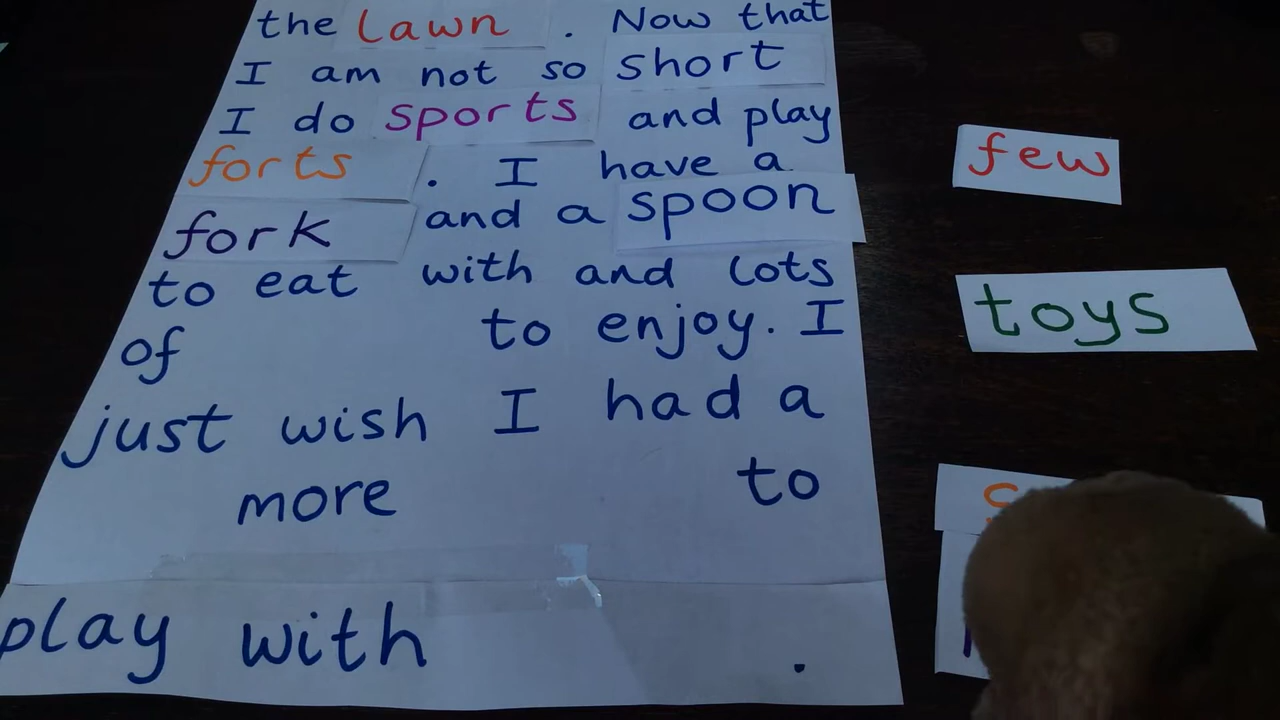 the lawn . Now that
I am not so short
I do sports and play
forts . I have a
fork and a spoon
to eat with and lots
of to enjoy. I
just wish I had a
more to
play with .
few
toys